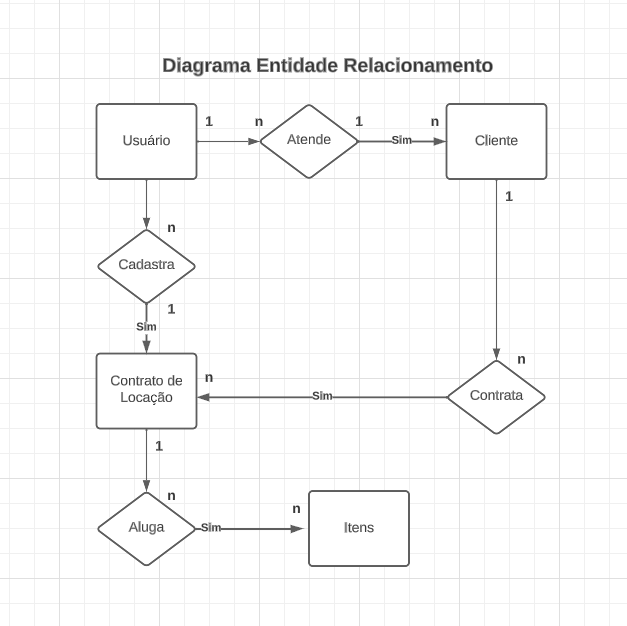 Diagrama Entidade Relacionamento
1
n
1
n
Usuário
Atende
Sim
Cliente
1
n
Cadastra
1
Sim
n
n
Contrato de
Locação
Sim
Contrata
1
n
n
Aluga
Sim
Itens